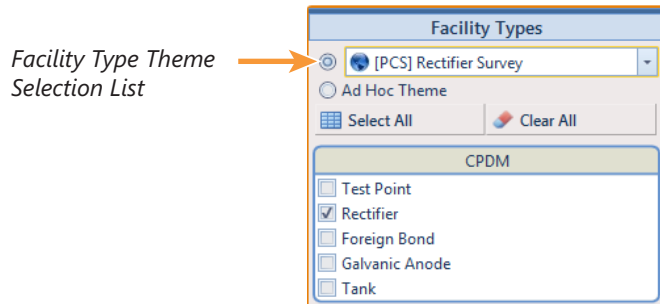 Facility Type Theme
Selection List
Facility Types
[PCS] Rectifier Survey
Ad Hoc Theme
Select All
Clear All
CPDM
Test Point
Rectifier
Foreign Bond
Galvanic Anode
Tank